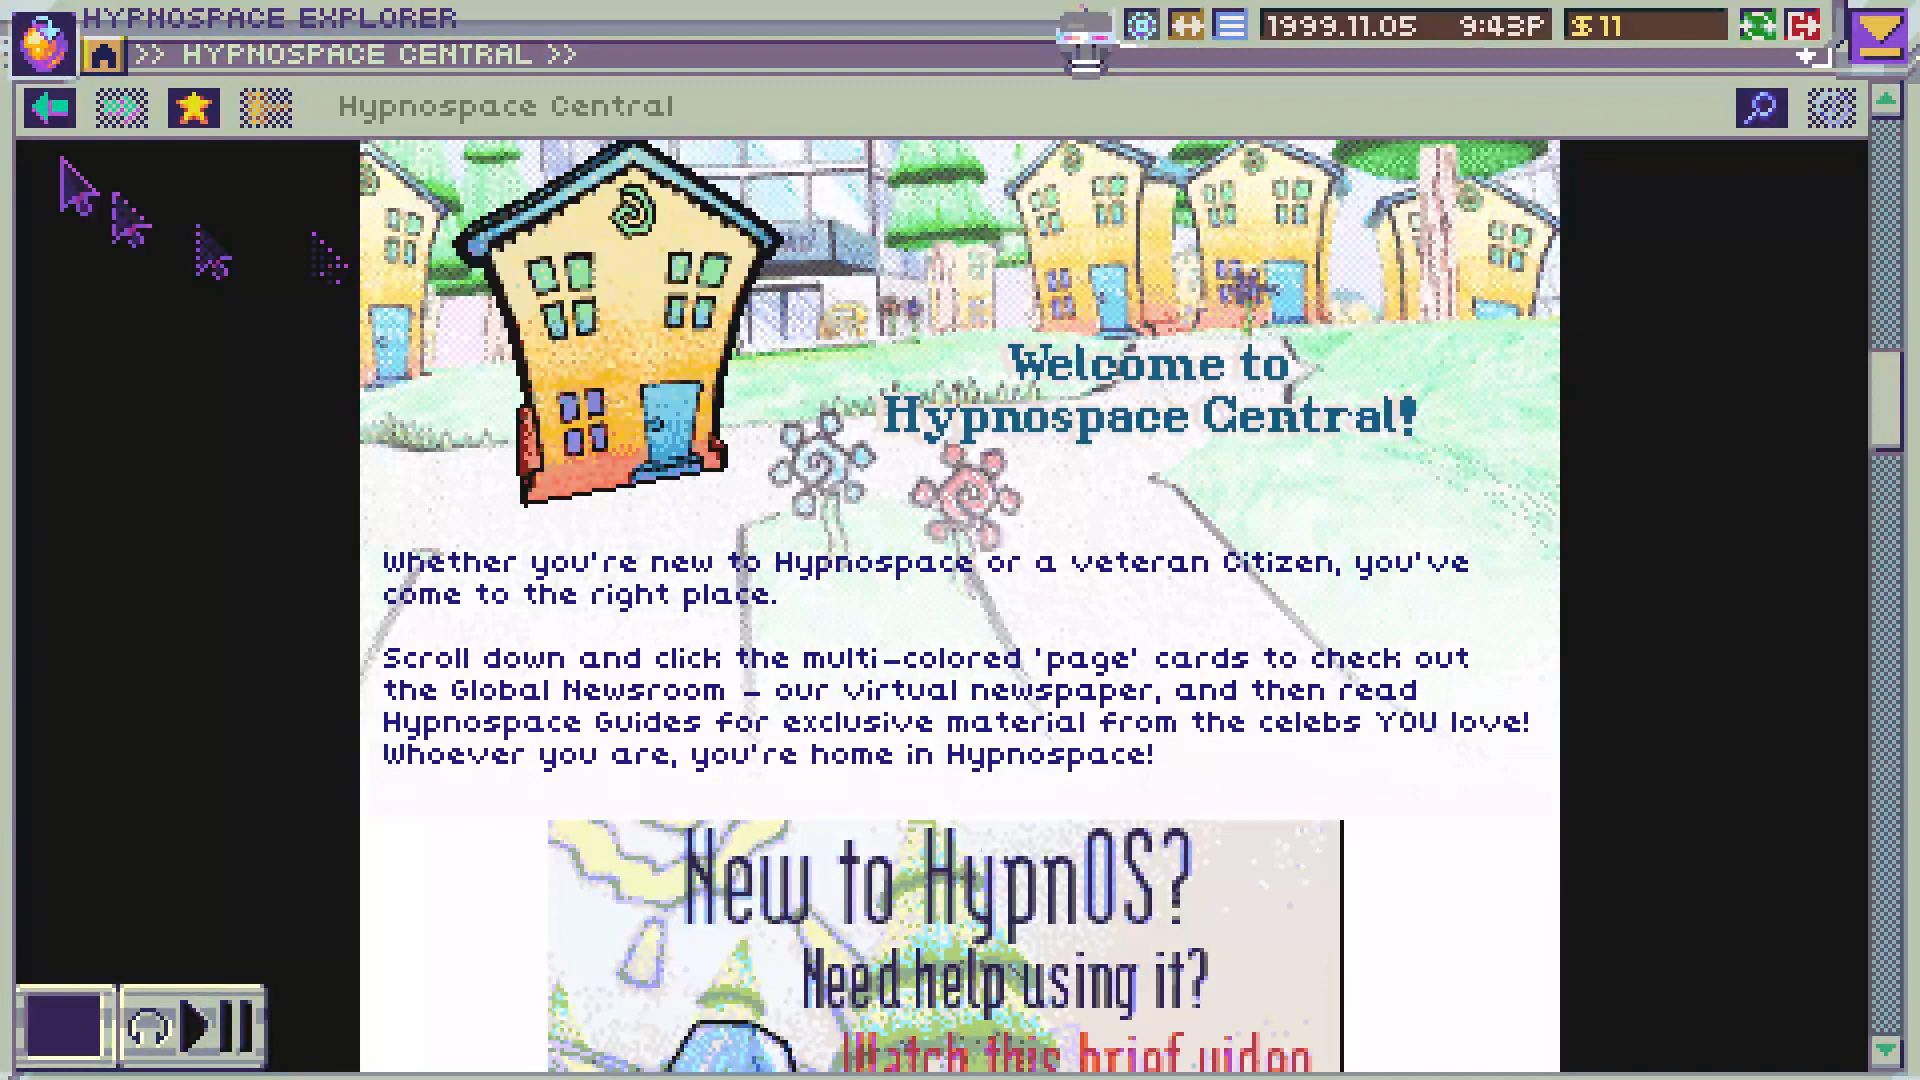 HYPNOSPACE EXPLORER
>> HYPNOSPACE CENTRAL >>
1999.11.05 9:43P $ 11
Hypnospace Central
Welcome to
Hypnospace Central!
Whether you're new to Hypnospace or a veteran Citizen, you've
come to the right place.
Scroll down and click the multi-colored 'page' cards to check out
the Global Newsroom - our virtual newspaper, and then read
Hypnospace Guides for exclusive material from the celebs YOU love!
Whoever you are, you're home in Hypnospace!
New to HypnOS?
Need help using it?
Watch this brief video